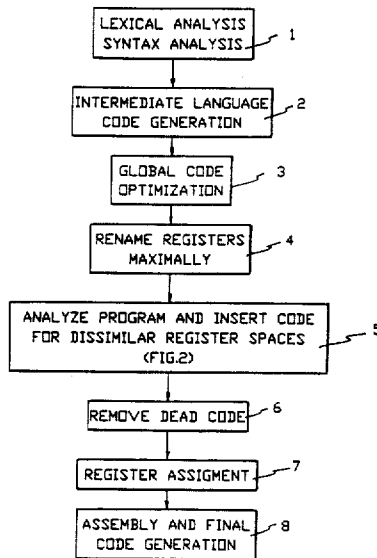 LEXICAL ANALYSIS
SYNTAX ANALYSIS
1
INTERMEDIATE LANGUAGE
CODE GENERATION
2
GLOBAL CODE
OPTIMIZATION
3
RENAME REGISTERS
MAXIMALLY
4
ANALYZE PROGRAM AND INSERT CODE
FOR DISSIMILAR REGISTER SPACES
(FIG.2)
5
REMOVE DEAD CODE
6
REGISTER ASSIGMENT
7
ASSEMBLY AND FINAL
CODE GENERATION
8